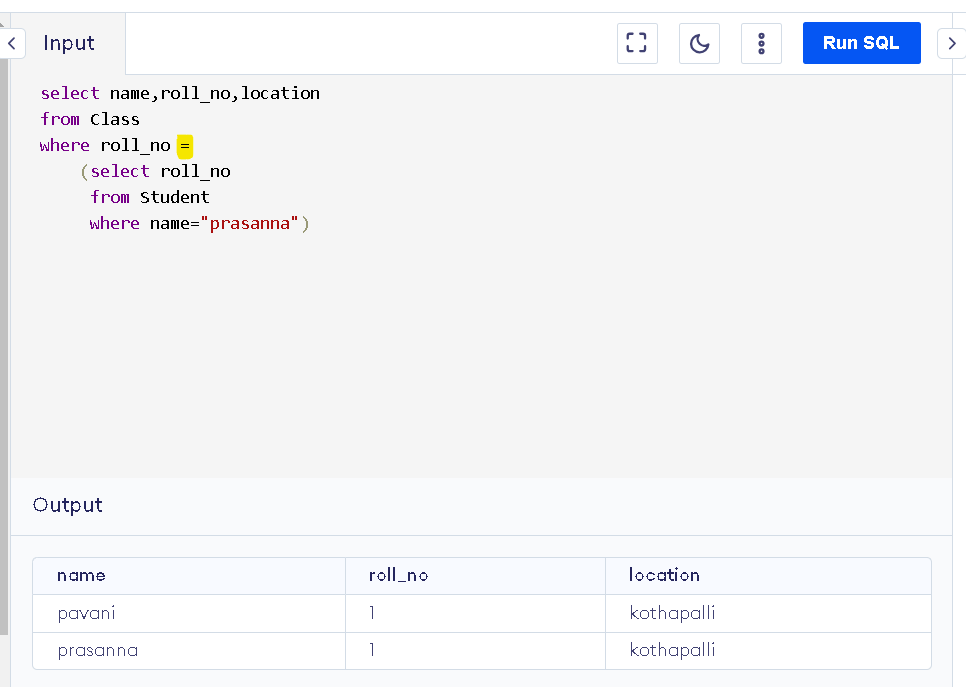 Input
Run SQL
select name,roll_no,location
from Class
where roll_no =
(select roll_no
from Student
where name="prasanna")
Output
name roll_no location
pavani 1 kothapalli
prasanna 1 kothapalli